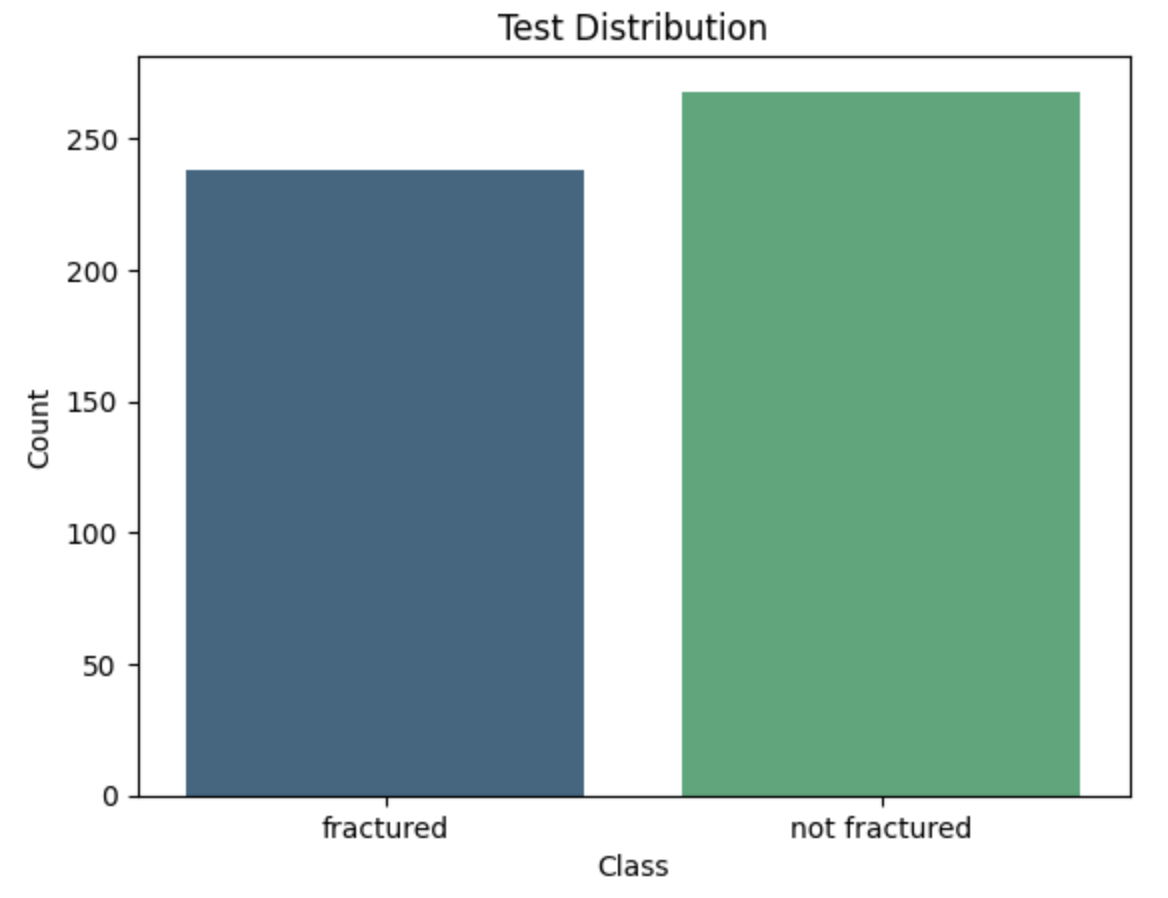 Test Distribution
250
200
150
100
50
0
Count
fractured
not fractured
Class